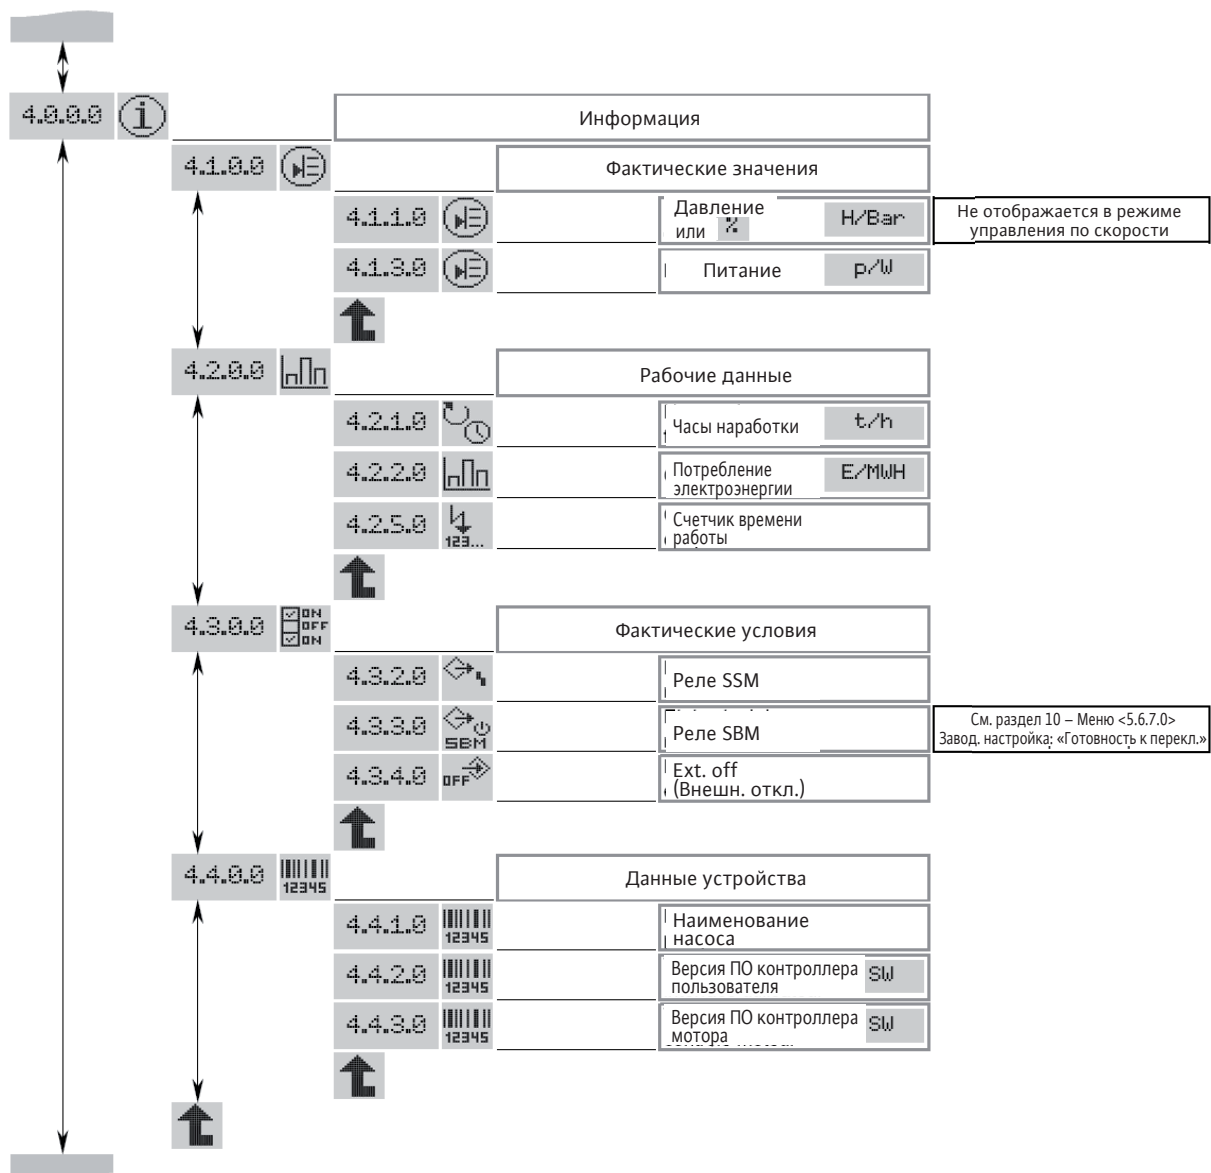 4.0.0.0 i Информация
4.1.0.0 Фактические значения
4.1.1.0 Давление H/Bar
или %
Не отображается в режиме
управления по скорости
4.1.3.0 Питание p/W
4.2.0.0 Рабочие данные
4.2.1.0 Часы наработки t/h
4.2.2.0 Потребление
электроэнергии E/MWH
4.2.5.0 123... Счетчик времени
работы
4.3.0.0 ON
OFF
ON
Фактические условия
4.3.2.0 Реле SSM
4.3.3.0 SBM Реле SBM
См. раздел 10 – Меню <5.6.7.0>
Завод. настройка: «Готовность к перекл.»
4.3.4.0 OFF Ext. off
(Внешн. откл.)
4.4.0.0 12345 Данные устройства
4.4.1.0 12345 Наименование
насоса
4.4.2.0 12345 Версия ПО контроллера
пользователя SW
4.4.3.0 12345 Версия ПО контроллера
мотора SW